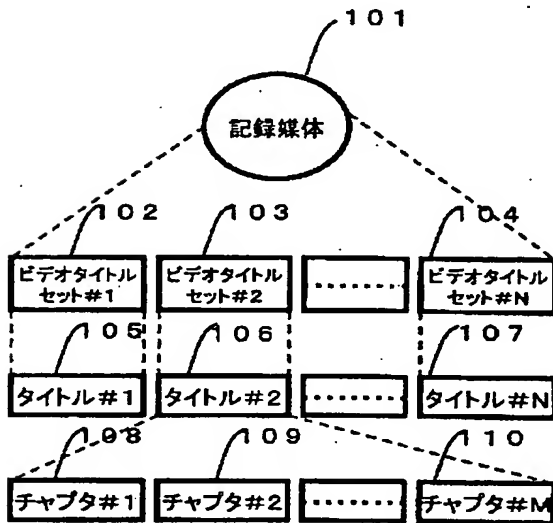 101
記録媒体
102 103 104
ビデオタイトル
セット#1
ビデオタイトル
セット#2
ビデオタイトル
セット#N
105 106 107
タイトル#1 タイトル#2 タイトル#N
108 109 110
チャプタ#1 チャプタ#2 チャプタ#M